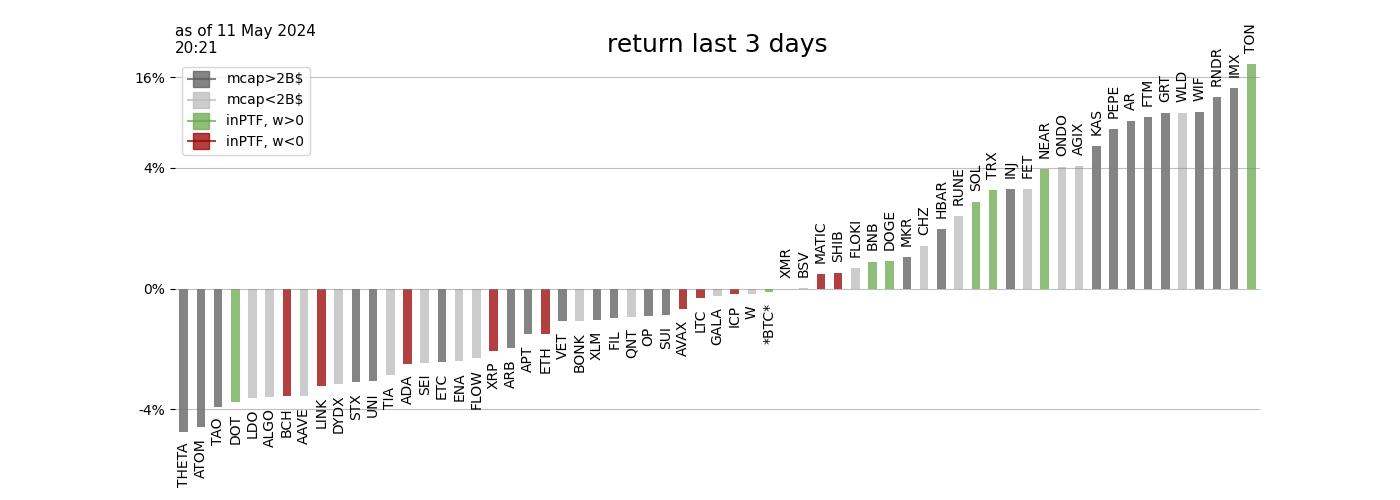 as of 11 May 2024
20:21
return last 3 days
mcap>2B$
mcap<2B$
inPTF, w>0
inPTF, w<0
16%
4%
0%
-4%
THETA
ATOM
TAO
DOT
LDO
ALGO
BCH
AAVE
LINK
DYDX
STX
UNI
TIA
ADA
SEI
ETC
ENA
FLOW
XRP
ARB
APT
ETH
VET
BONK
XLM
FIL
QNT
OP
SUI
AVAX
LTC
GALA
ICP
W
*BTC*
XMR
BSV
MATIC
SHIB
FLOKI
BNB
DOGE
MKR
CHZ
HBAR
RUNE
SOL
TRX
INJ
FET
NEAR
ONDO
AGIX
KAS
PEPE
AR
FTM
GRT
WLD
WIF
RNDR
IMX
TON